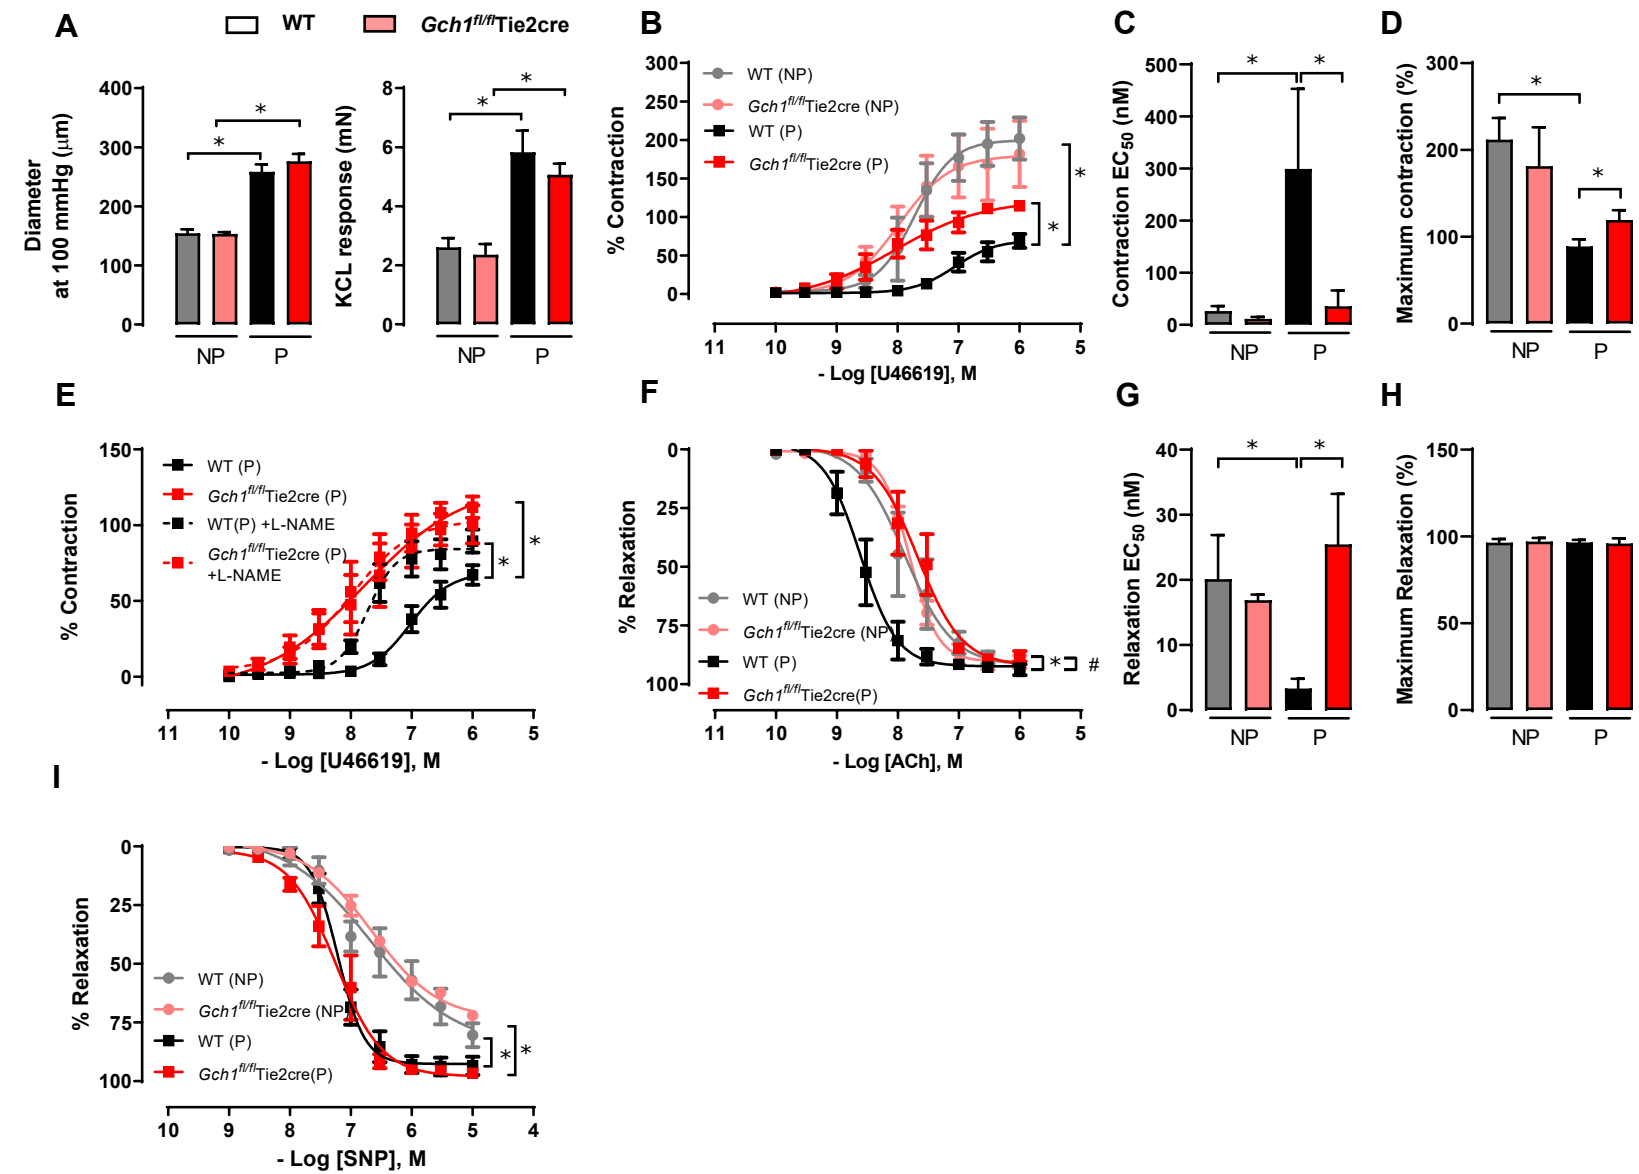 A
WT
Gch1fl/flTie2cre
Diameter
at 100 mmHg (µm)
400
300
200
100
0
*
*
NP
P
KCL response (mN)
8
6
4
2
0
*
*
NP
P
B
% Contraction
300
250
200
150
100
50
0
WT (NP)
Gch1fl/flTie2cre (NP)
WT (P)
Gch1fl/flTie2cre (P)
*
*
11
10
9
8
7
6
5
- Log [U46619], M
C
Contraction EC50 (nM)
500
400
300
200
100
0
*
*
NP
P
D
Maximum contraction (%)
300
200
100
0
*
*
NP
P
E
% Contraction
150
100
50
0
WT (P)
Gch1fl/flTie2cre (P)
WT(P) +L-NAME
Gch1fl/flTie2cre (P)
+L-NAME
*
*
11
10
9
8
7
6
5
- Log [U46619], M
F
% Relaxation
0
25
50
75
100
WT (NP)
Gch1fl/flTie2cre (NP)
WT (P)
Gch1fl/flTie2cre(P)
*
#
11
10
9
8
7
6
5
- Log [ACh], M
G
Relaxation EC50 (nM)
40
30
20
10
0
*
*
NP
P
H
Maximum Relaxation (%)
150
100
50
0
NP
P
I
% Relaxation
0
25
50
75
100
WT (NP)
Gch1fl/flTie2cre (NP
WT (P)
Gch1fl/flTie2cre(P)
*
*
10
9
8
7
6
5
4
- Log [SNP], M